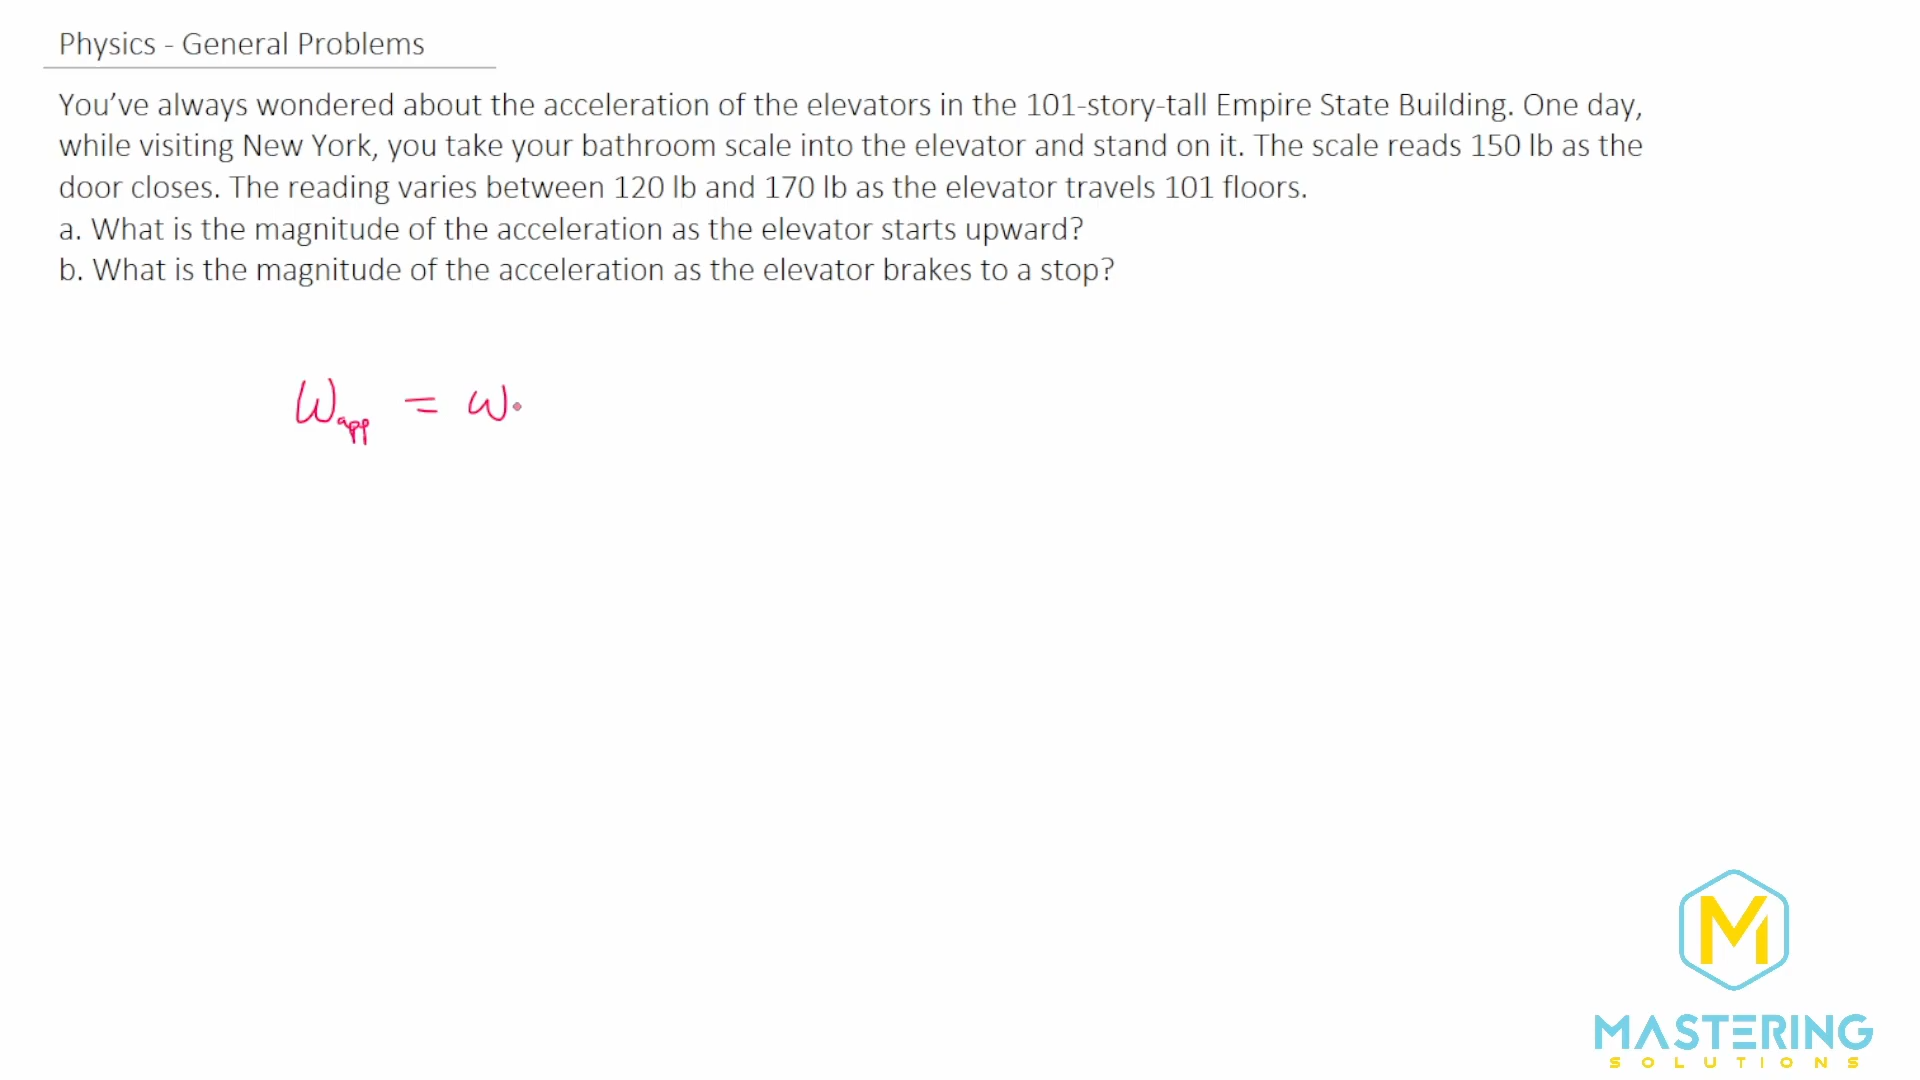 Physics - General Problems
You’ve always wondered about the acceleration of the elevators in the 101-story-tall Empire State Building. One day,
while visiting New York, you take your bathroom scale into the elevator and stand on it. The scale reads 150 lb as the
door closes. The reading varies between 120 lb and 170 lb as the elevator travels 101 floors.
a. What is the magnitude of the acceleration as the elevator starts upward?
b. What is the magnitude of the acceleration as the elevator brakes to a stop?
W app = w
M
MASTERING
SOLUTIONS